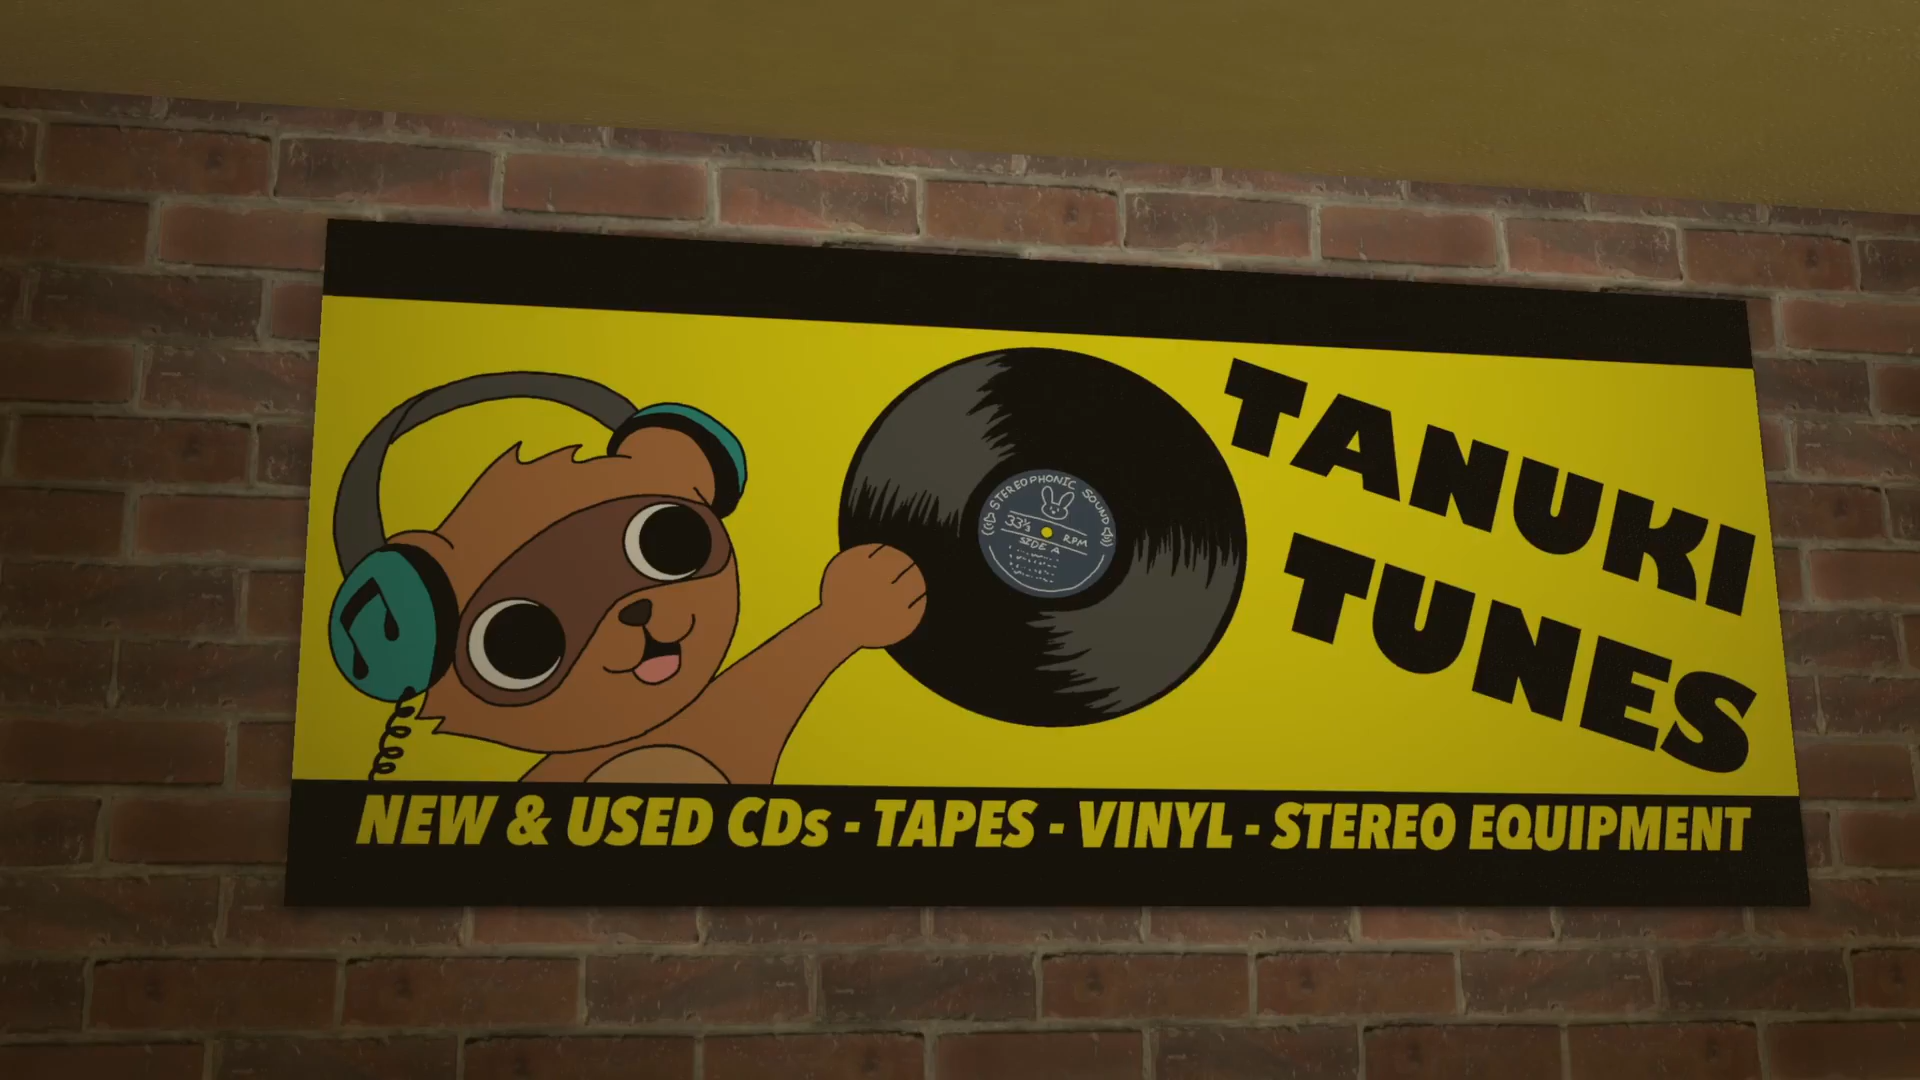 TANUKI
TUNES
STEREOPHONIC SOUND
33⅓ RPM
SIDE A
NEW & USED CDs - TAPES - VINYL - STEREO EQUIPMENT